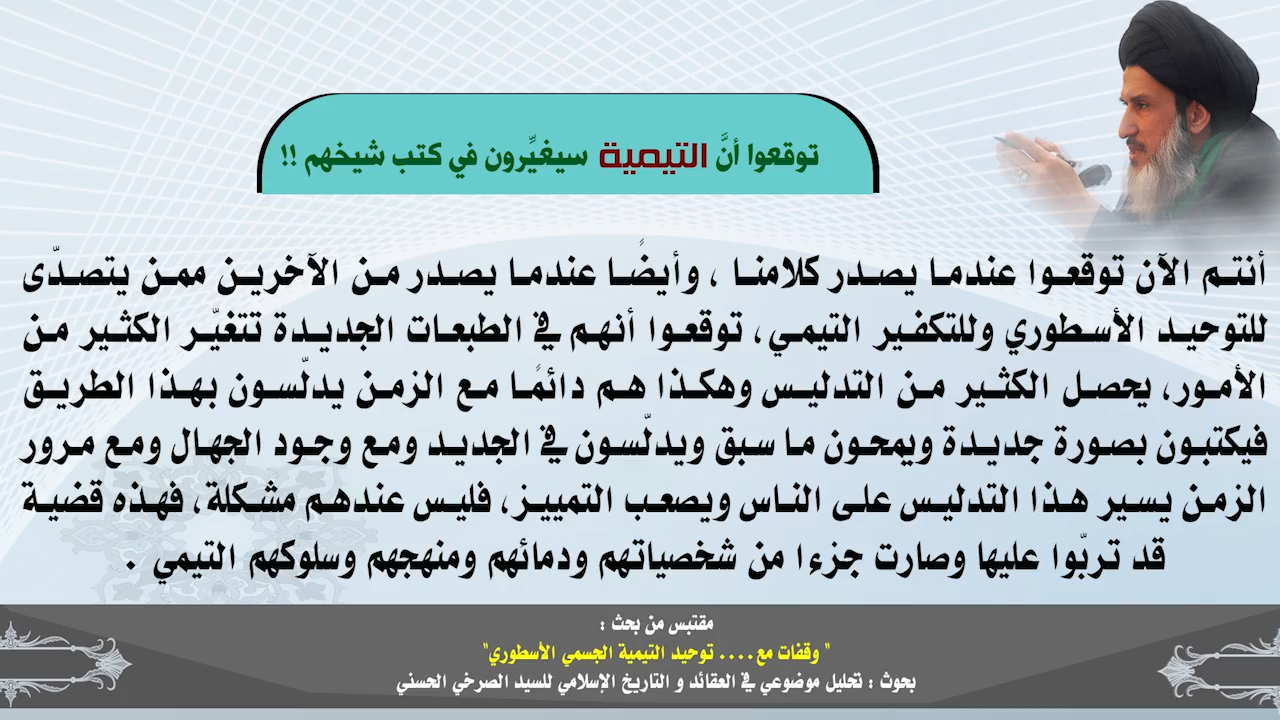 توقعوا أنَّ التيمية سيغيِّرون في كتب شيخهم !!
أنتم الآن توقعوا عندما يصدر كلامنا ، وأيضًا عندما يصدر من الآخرين ممن يتصدّى
للتوحيد الأسطوري وللتكفير التيمي، توقعوا أنهم في الطبعات الجديدة تتغيّر الكثير من
الأمور، يحصل الكثير من التدليس وهكذا هم دائمًا مع الزمن يدلّسون بهذا الطريق
فيكتبون بصورة جديدة ويمحون ما سبق ويدلّسون في الجديد ومع وجود الجهال ومع مرور
الزمن يسير هذا التدليس على الناس ويصعب التمييز، فليس عندهم مشكلة، فهذه قضية
قد تربّوا عليها وصارت جزءا من شخصياتهم ودمائهم ومنهجهم وسلوكهم التيمي .
مقتبس من بحث :
" وقفات مع.... توحيد التيمية الجسمي الأسطوري"
بحوث : تحليل موضوعي في العقائد و التاريخ الإسلامي للسيد الصرخي الحسني